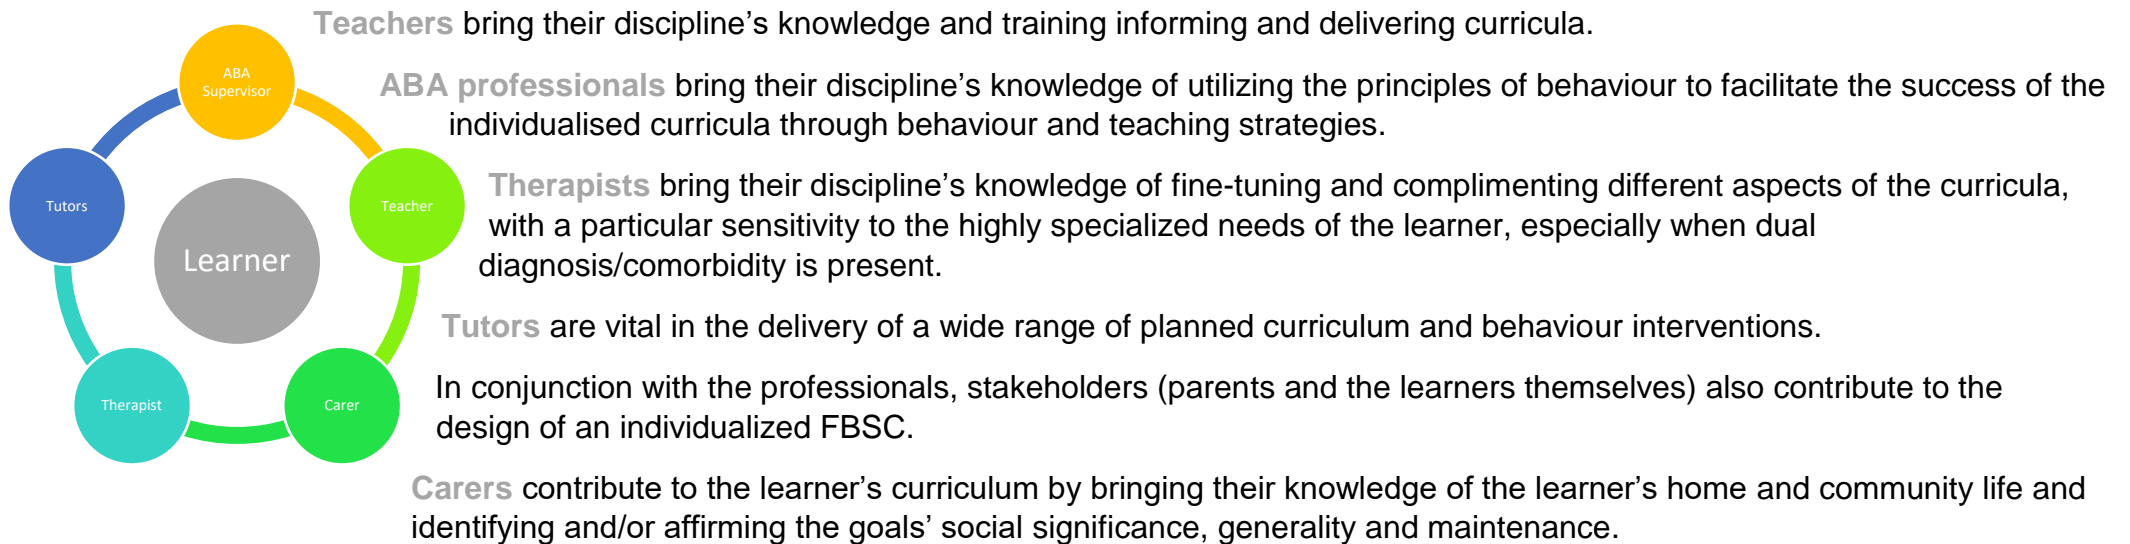 Teachers bring their discipline’s knowledge and training informing and delivering curricula.
ABA
Supervisor
ABA professionals bring their discipline’s knowledge of utilizing the principles of behaviour to facilitate the success of the
individualised curricula through behaviour and teaching strategies.
Tutors
Teacher
Learner
Therapists bring their discipline’s knowledge of fine-tuning and complimenting different aspects of the curricula,
with a particular sensitivity to the highly specialized needs of the learner, especially when dual
diagnosis/comorbidity is present.
Tutors are vital in the delivery of a wide range of planned curriculum and behaviour interventions.
Therapist
Carer
In conjunction with the professionals, stakeholders (parents and the learners themselves) also contribute to the
design of an individualized FBSC.
Carers contribute to the learner’s curriculum by bringing their knowledge of the learner’s home and community life and
identifying and/or affirming the goals’ social significance, generality and maintenance.